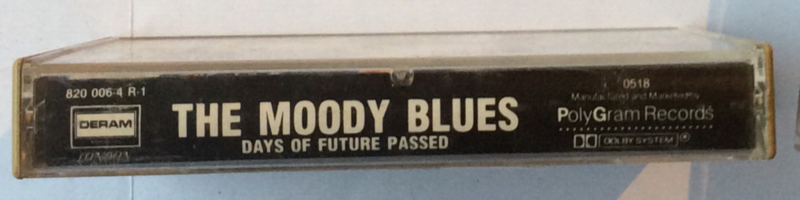 820 006-4 R-1
DERAM
LONDON
THE MOODY BLUES
DAYS OF FUTURE PASSED
0518
Manufactured and Marketed by
PolyGram Records
DOLBY SYSTEM ®